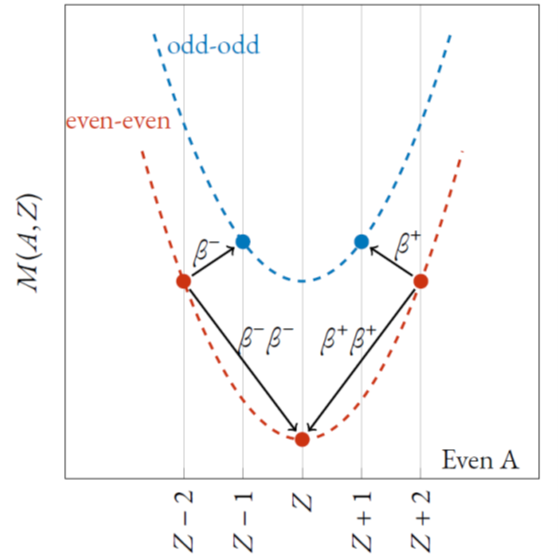 odd-odd
even-even
M(A, Z)
β⁻
β⁺
β⁻β⁻
β⁺β⁺
Even A
Z − 2
Z − 1
Z
Z + 1
Z + 2